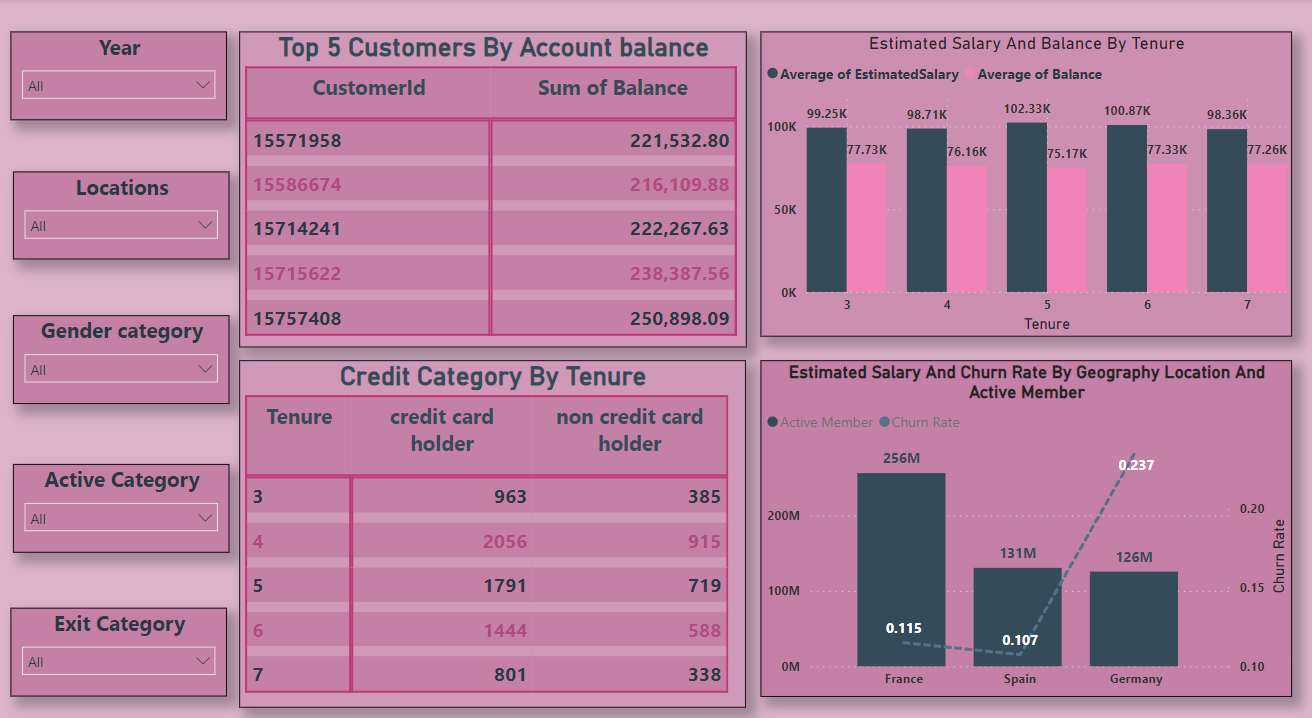 Year
All
Locations
All
Gender category
All
Active Category
All
Exit Category
All
Top 5 Customers By Account balance
CustomerId Sum of Balance
15571958 221,532.80
15586674 216,109.88
15714241 222,267.63
15715622 238,387.56
15757408 250,898.09
Credit Category By Tenure
Tenure credit card holder non credit card holder
3 963 385
4 2056 915
5 1791 719
6 1444 588
7 801 338
Estimated Salary And Balance By Tenure
Average of EstimatedSalary Average of Balance
99.25K 98.71K 102.33K 100.87K 98.36K
100K
77.73K 76.16K 75.17K 77.33K 77.26K
50K
0K
3 4 5 6 7
Tenure
Estimated Salary And Churn Rate By Geography Location And
Active Member
Active Member Churn Rate
256M
0.237
200M 0.20
131M 126M
100M 0.15
Churn Rate
0.115 0.107
0M 0.10
France Spain Germany